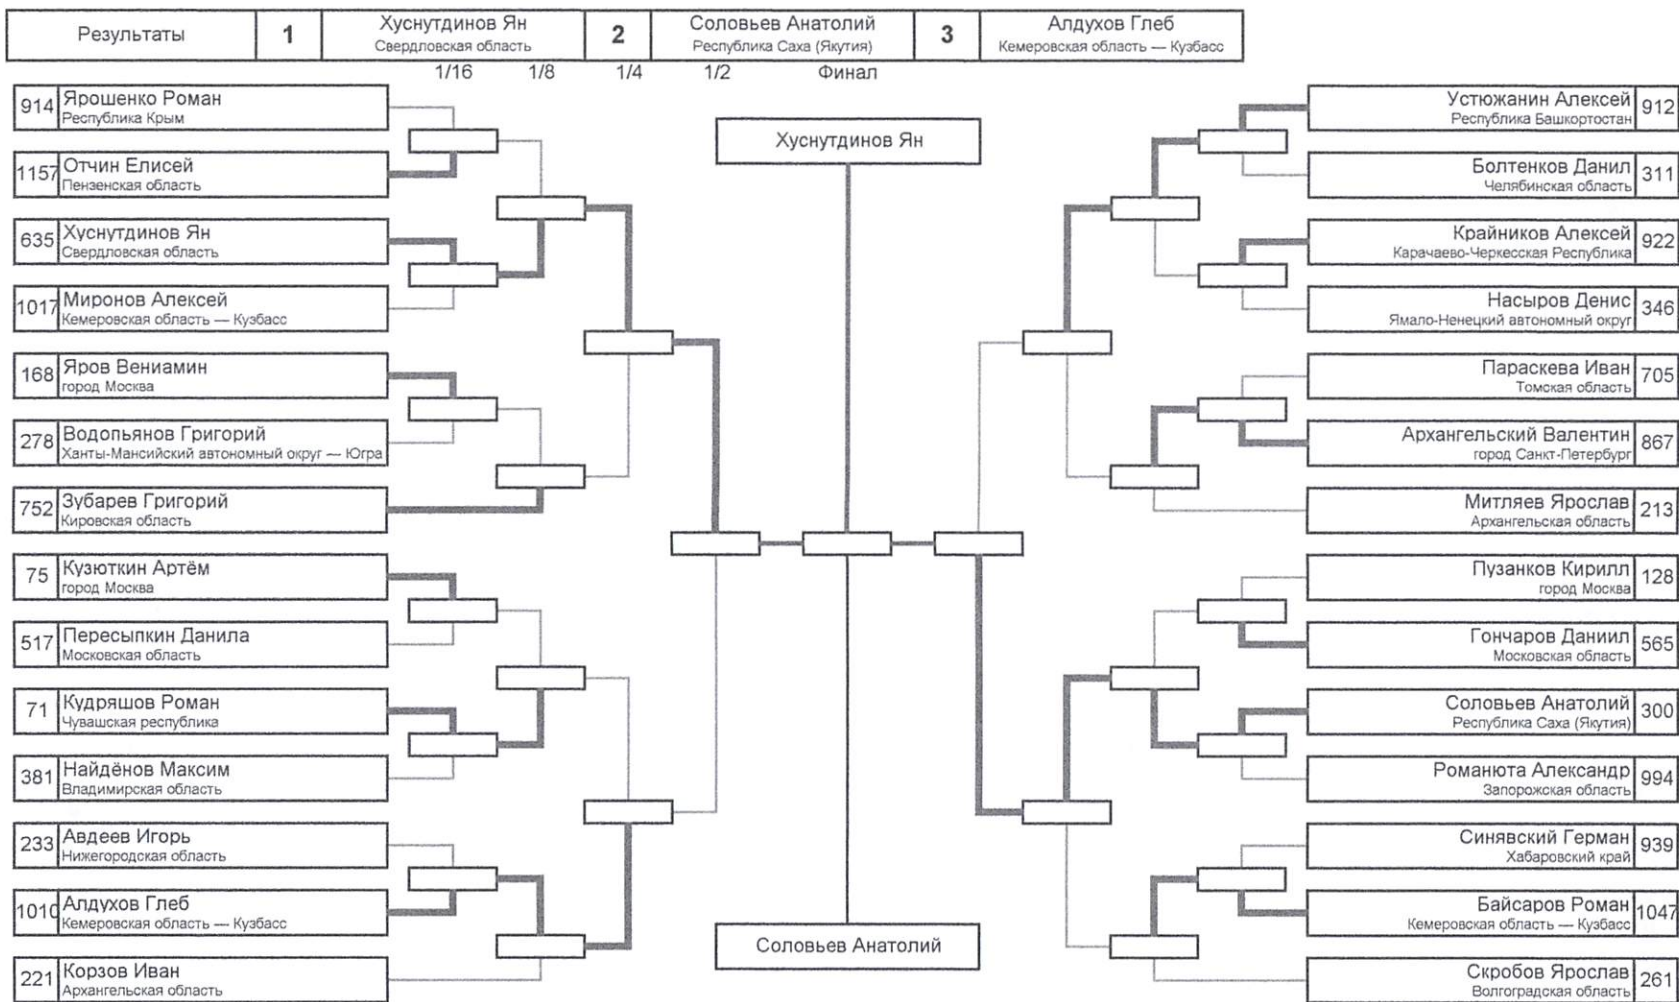 Результаты 1 Хуснутдинов Ян 2 Соловьев Анатолий 3 Алдухов Глеб
Свердловская область Республика Саха (Якутия) Кемеровская область — Кузбасс
1/16 1/8 1/4 1/2 Финал
914 Ярошенко Роман
Республика Крым
1157 Отчин Елисей
Пензенская область
635 Хуснутдинов Ян
Свердловская область
1017 Миронов Алексей
Кемеровская область — Кузбасс
168 Яров Вениамин
город Москва
278 Водопьянов Григорий
Ханты-Мансийский автономный округ — Югра
752 Зубарев Григорий
Кировская область
75 Кузюткин Артём
город Москва
517 Пересыпкин Данила
Московская область
71 Кудряшов Роман
Чувашская республика
381 Найдёнов Максим
Владимирская область
233 Авдеев Игорь
Нижегородская область
1010 Алдухов Глеб
Кемеровская область — Кузбасс
221 Корзов Иван
Архангельская область
Хуснутдинов Ян
Соловьев Анатолий
Устюжанин Алексей 912
Республика Башкортостан
Болтенков Данил 311
Челябинская область
Крайников Алексей 922
Карачаево-Черкесская Республика
Насыров Денис 346
Ямало-Ненецкий автономный округ
Параскева Иван 705
Томская область
Архангельский Валентин 867
город Санкт-Петербург
Митляев Ярослав 213
Архангельская область
Пузанков Кирилл 128
город Москва
Гончаров Даниил 565
Московская область
Соловьев Анатолий 300
Республика Саха (Якутия)
Романюта Александр 994
Запорожская область
Синявский Герман 939
Хабаровский край
Байсаров Роман 1047
Кемеровская область — Кузбасс
Скробов Ярослав 261
Волгоградская область